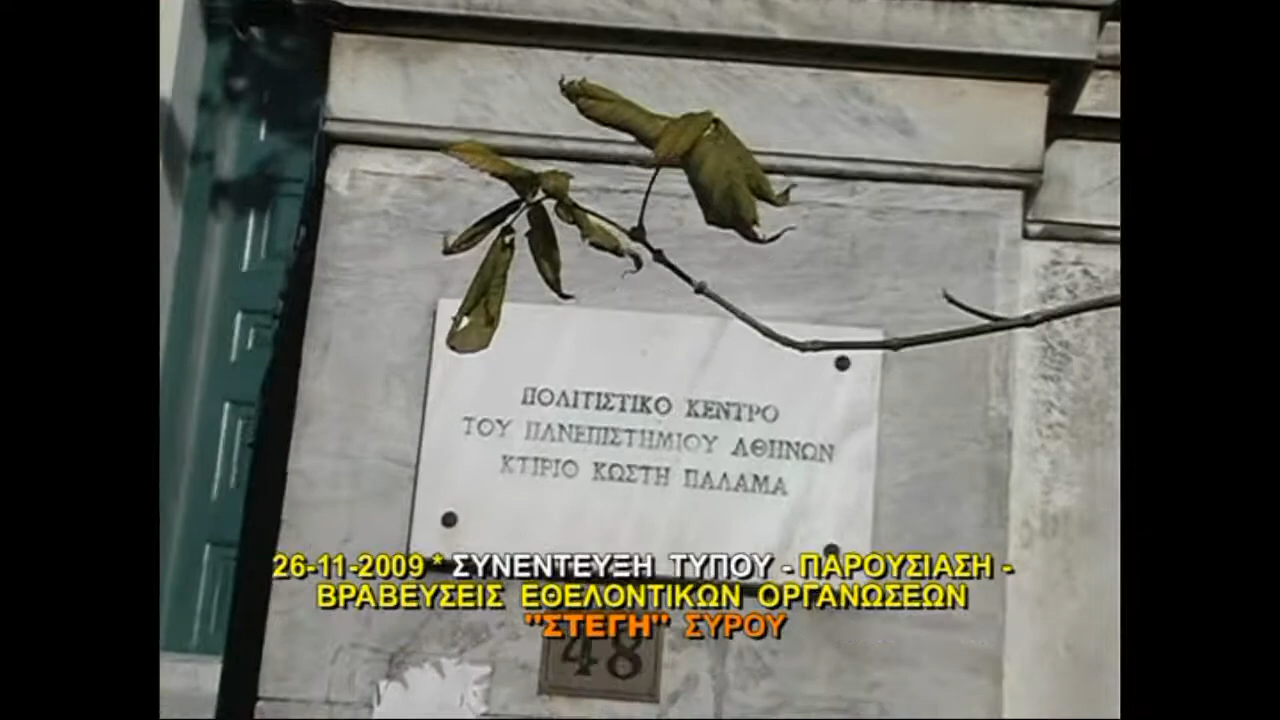 ΠΟΛΙΤΙΣΤΙΚΟ ΚΕΝΤΡΟ
ΤΟΥ ΠΑΝΕΠΙΣΤΗΜΙΟΥ ΑΘΗΝΩΝ
ΚΤΙΡΙΟ ΚΩΣΤΗ ΠΑΛΑΜΑ
26-11-2009 * ΣΥΝΕΝΤΕΥΞΗ ΤΥΠΟΥ - ΠΑΡΟΥΣΙΑΣΗ -
ΒΡΑΒΕΥΣΕΙΣ ΕΘΕΛΟΝΤΙΚΩΝ ΟΡΓΑΝΩΣΕΩΝ
"ΣΤΕΓΗ" ΣΥΡΟΥ
48